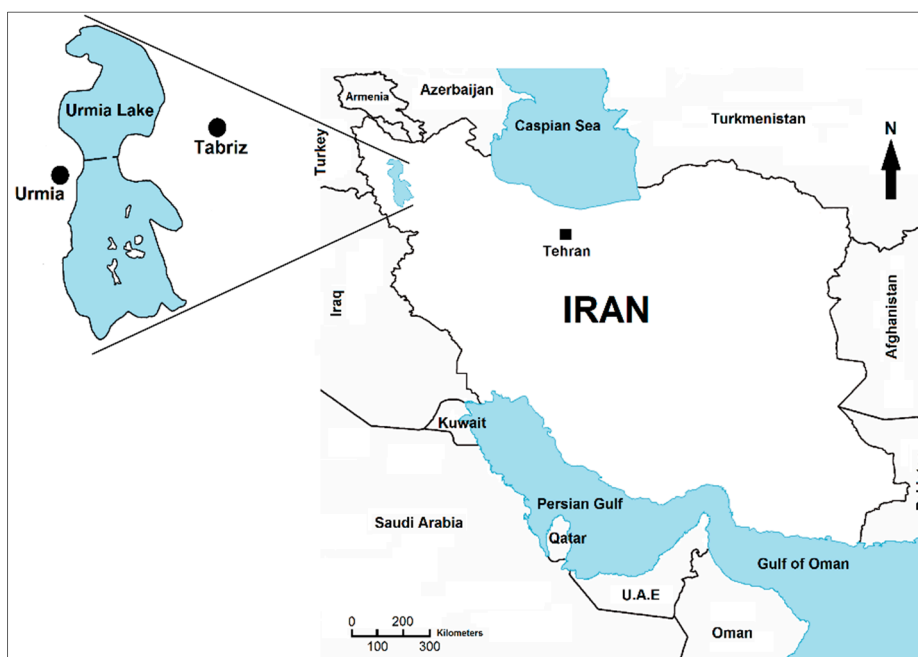 Urmia Lake
Tabriz
Urmia
Armenia
Azerbaijan
Caspian Sea
Turkmenistan
N
Turkey
Tehran
IRAN
Iraq
Afghanistan
Kuwait
Persian Gulf
Saudi Arabia
Qatar
Gulf of Oman
U.A.E
Oman
0 200 Kilometers
100 300